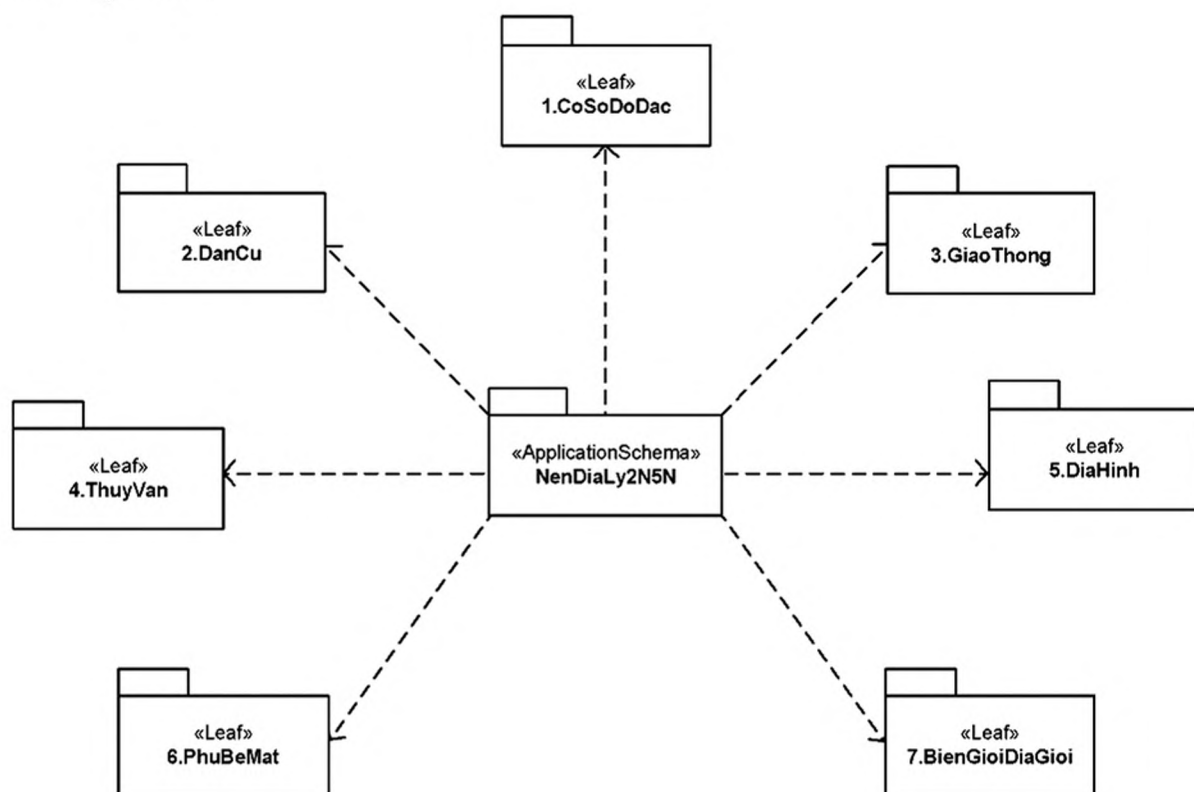 «Leaf»
1.CoSoDoDac
«Leaf»
2.DanCu
«Leaf»
3.GiaoThong
«Leaf»
4.ThuyVan
«ApplicationSchema»
NenDiaLy2N5N
«Leaf»
5.DiaHinh
«Leaf»
6.PhuBeMat
«Leaf»
7.BienGioiDiaGioi